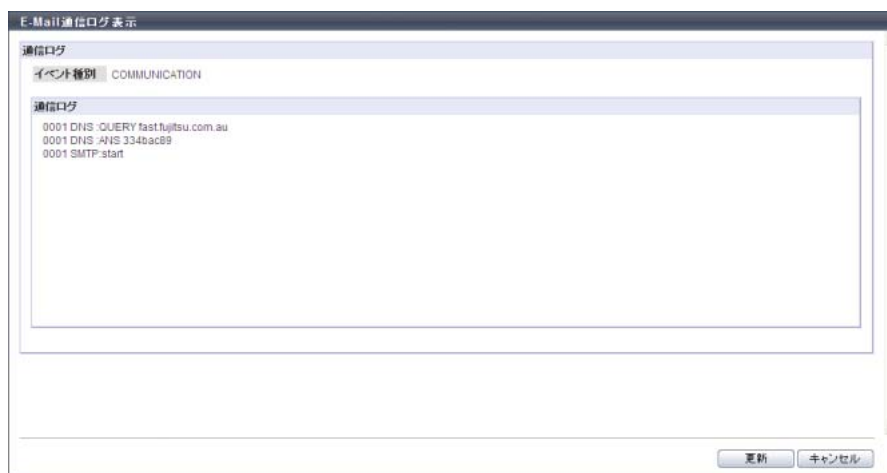 E-Mail通信ログ表示
通信ログ
イベント種別 COMMUNICATION
通信ログ
0001 DNS :QUERY fast.fujitsu.com.au
0001 DNS :ANS 334bac89
0001 SMTP:start
更新 キャンセル